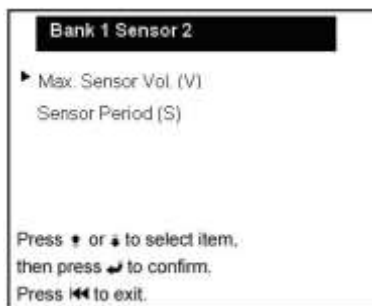 Bank 1 Sensor 2
Max. Sensor Vol. (V)
Sensor Period (S)
Press ⬆ or ⬇ to select item,
then press ↵ to confirm.
Press ⏮ to exit.